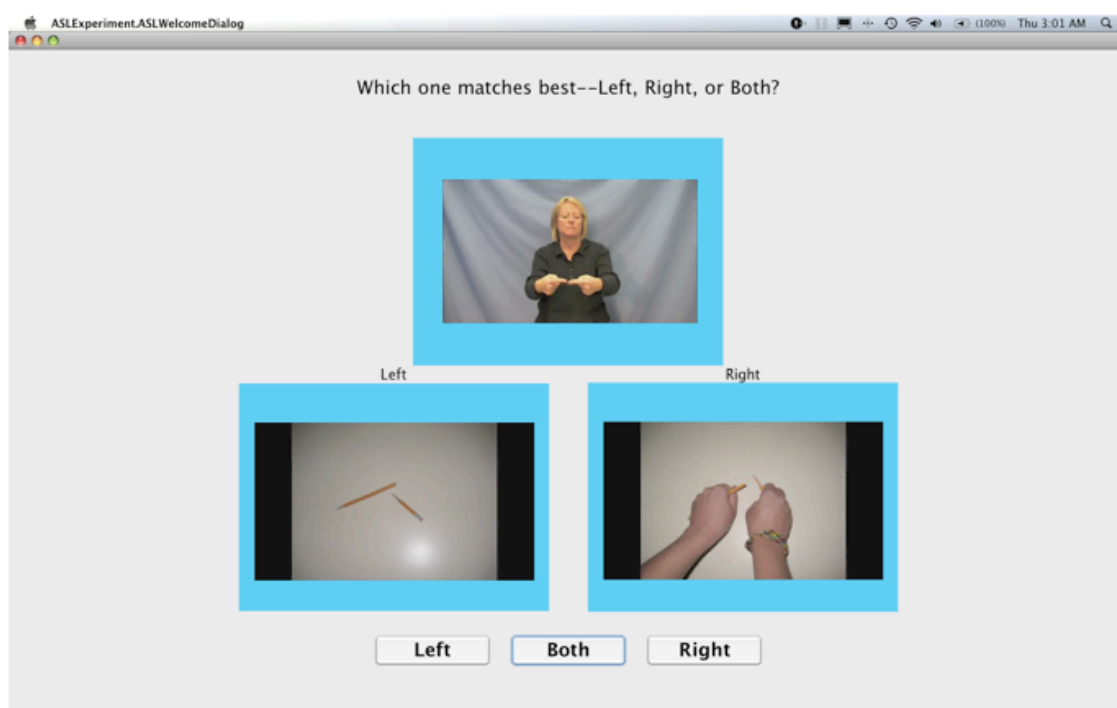 ASLExperiment.ASLWelcomeDialog (100%) Thu 3:01 AM
Which one matches best--Left, Right, or Both?
Left Right
Left Both Right